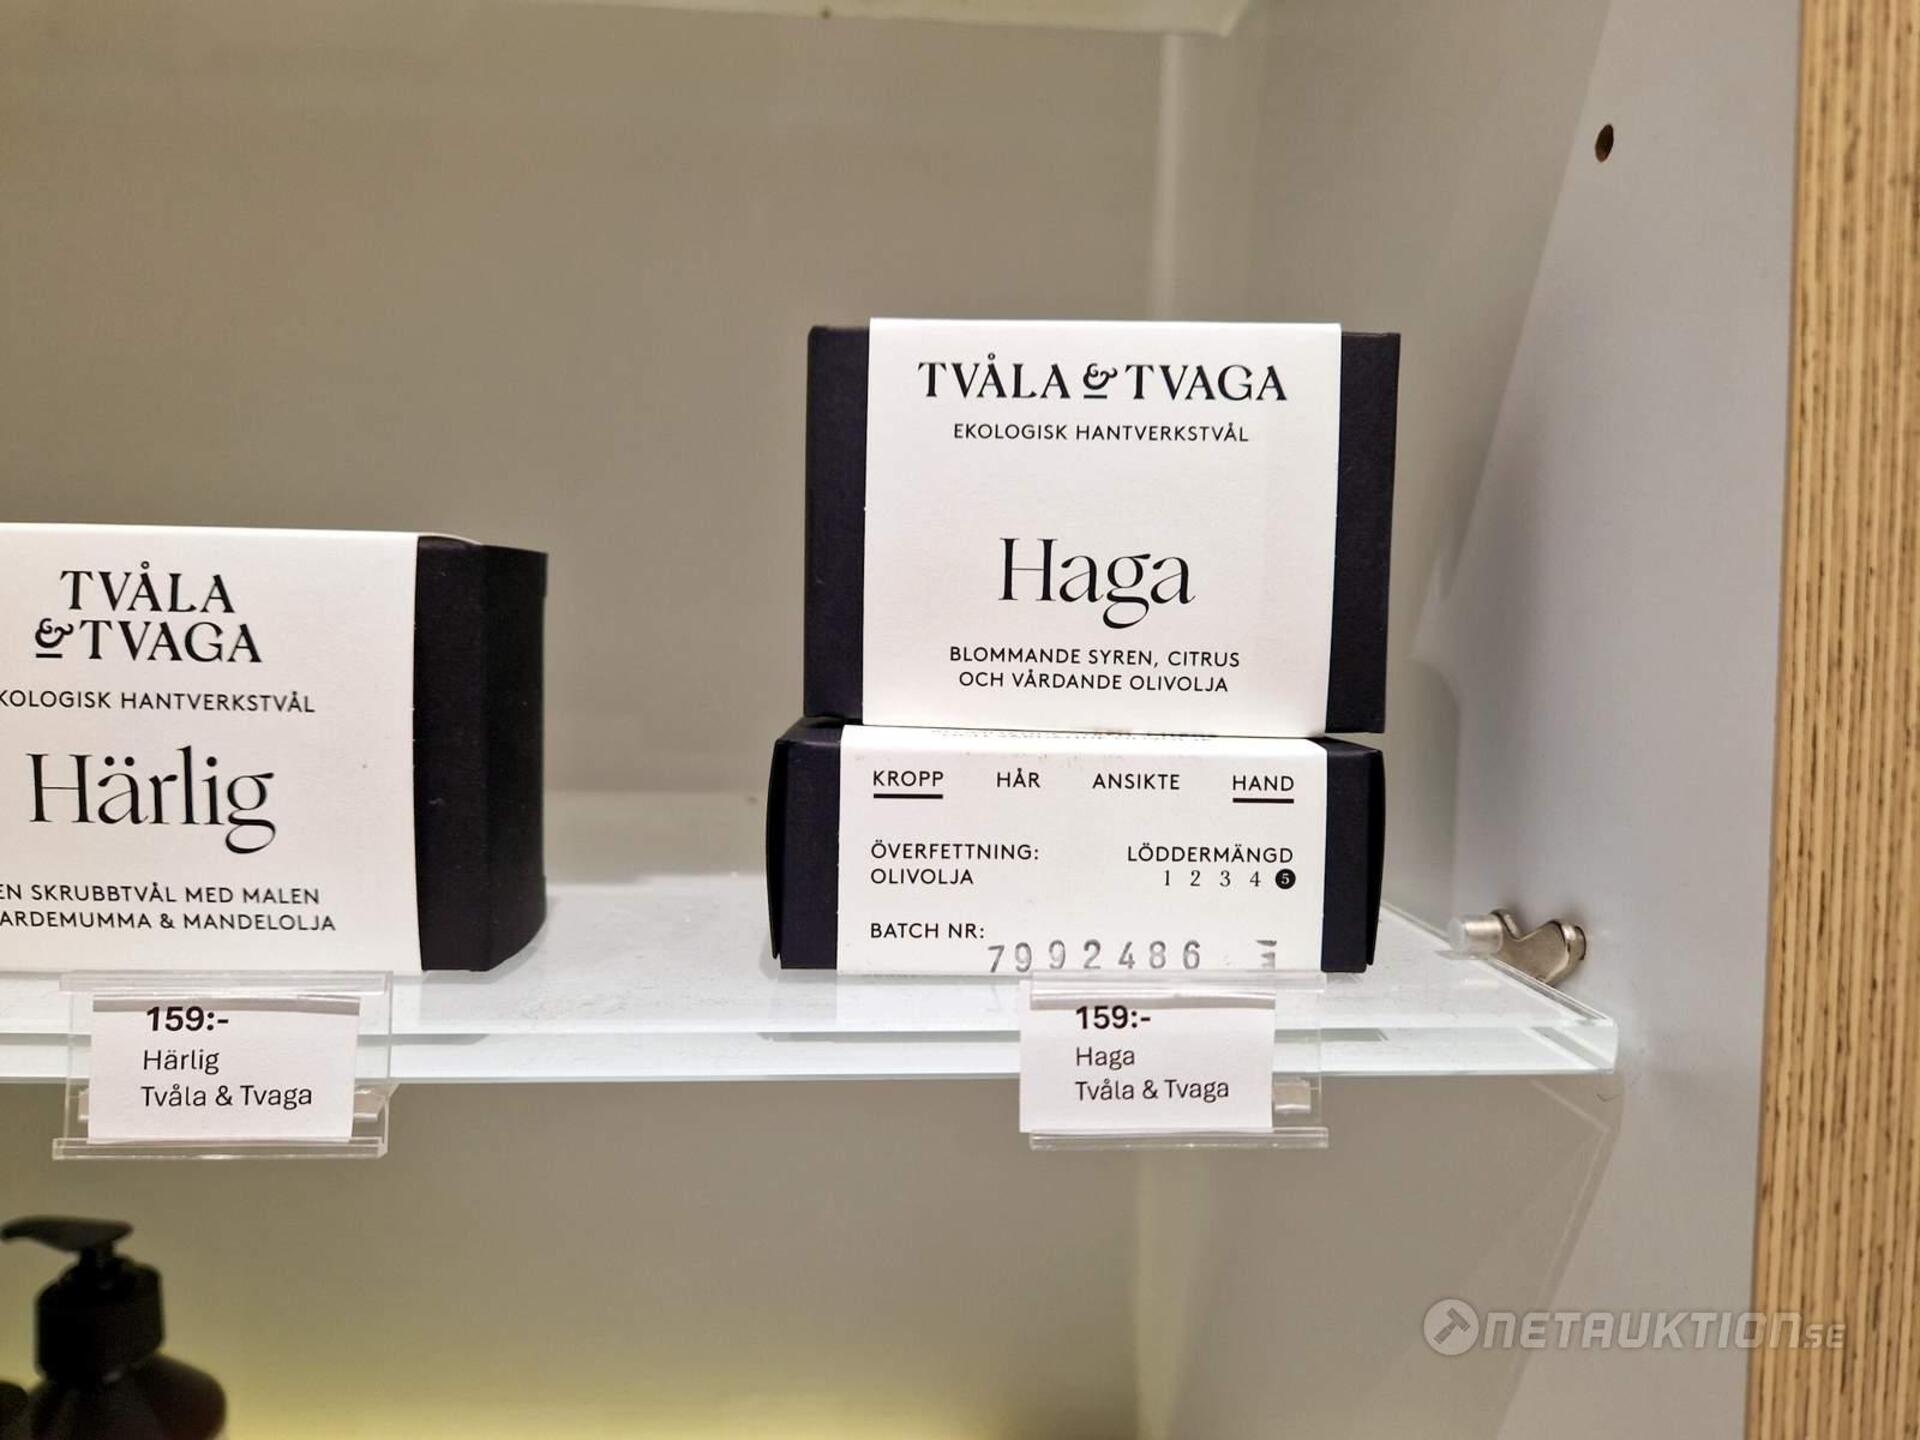 TVÅLA
& TVAGA
KOLOGISK HANTVERKSTVÅL
Härlig
EN SKRUBBTVÅL MED MALEN
ARDEMUMMA & MANDELOLJA
159:-
Härlig
Tvåla & Tvaga
TVÅLA & TVAGA
EKOLOGISK HANTVERKSTVÅL
Haga
BLOMMANDE SYREN, CITRUS
OCH VÅRDANDE OLIVOLJA
KROPP HÅR ANSIKTE HAND
ÖVERFETTNING: LÖDDERMÄNGD
OLIVOLJA 1 2 3 4 5
BATCH NR: 7992486
159:-
Haga
Tvåla & Tvaga
NETAUKTION.SE